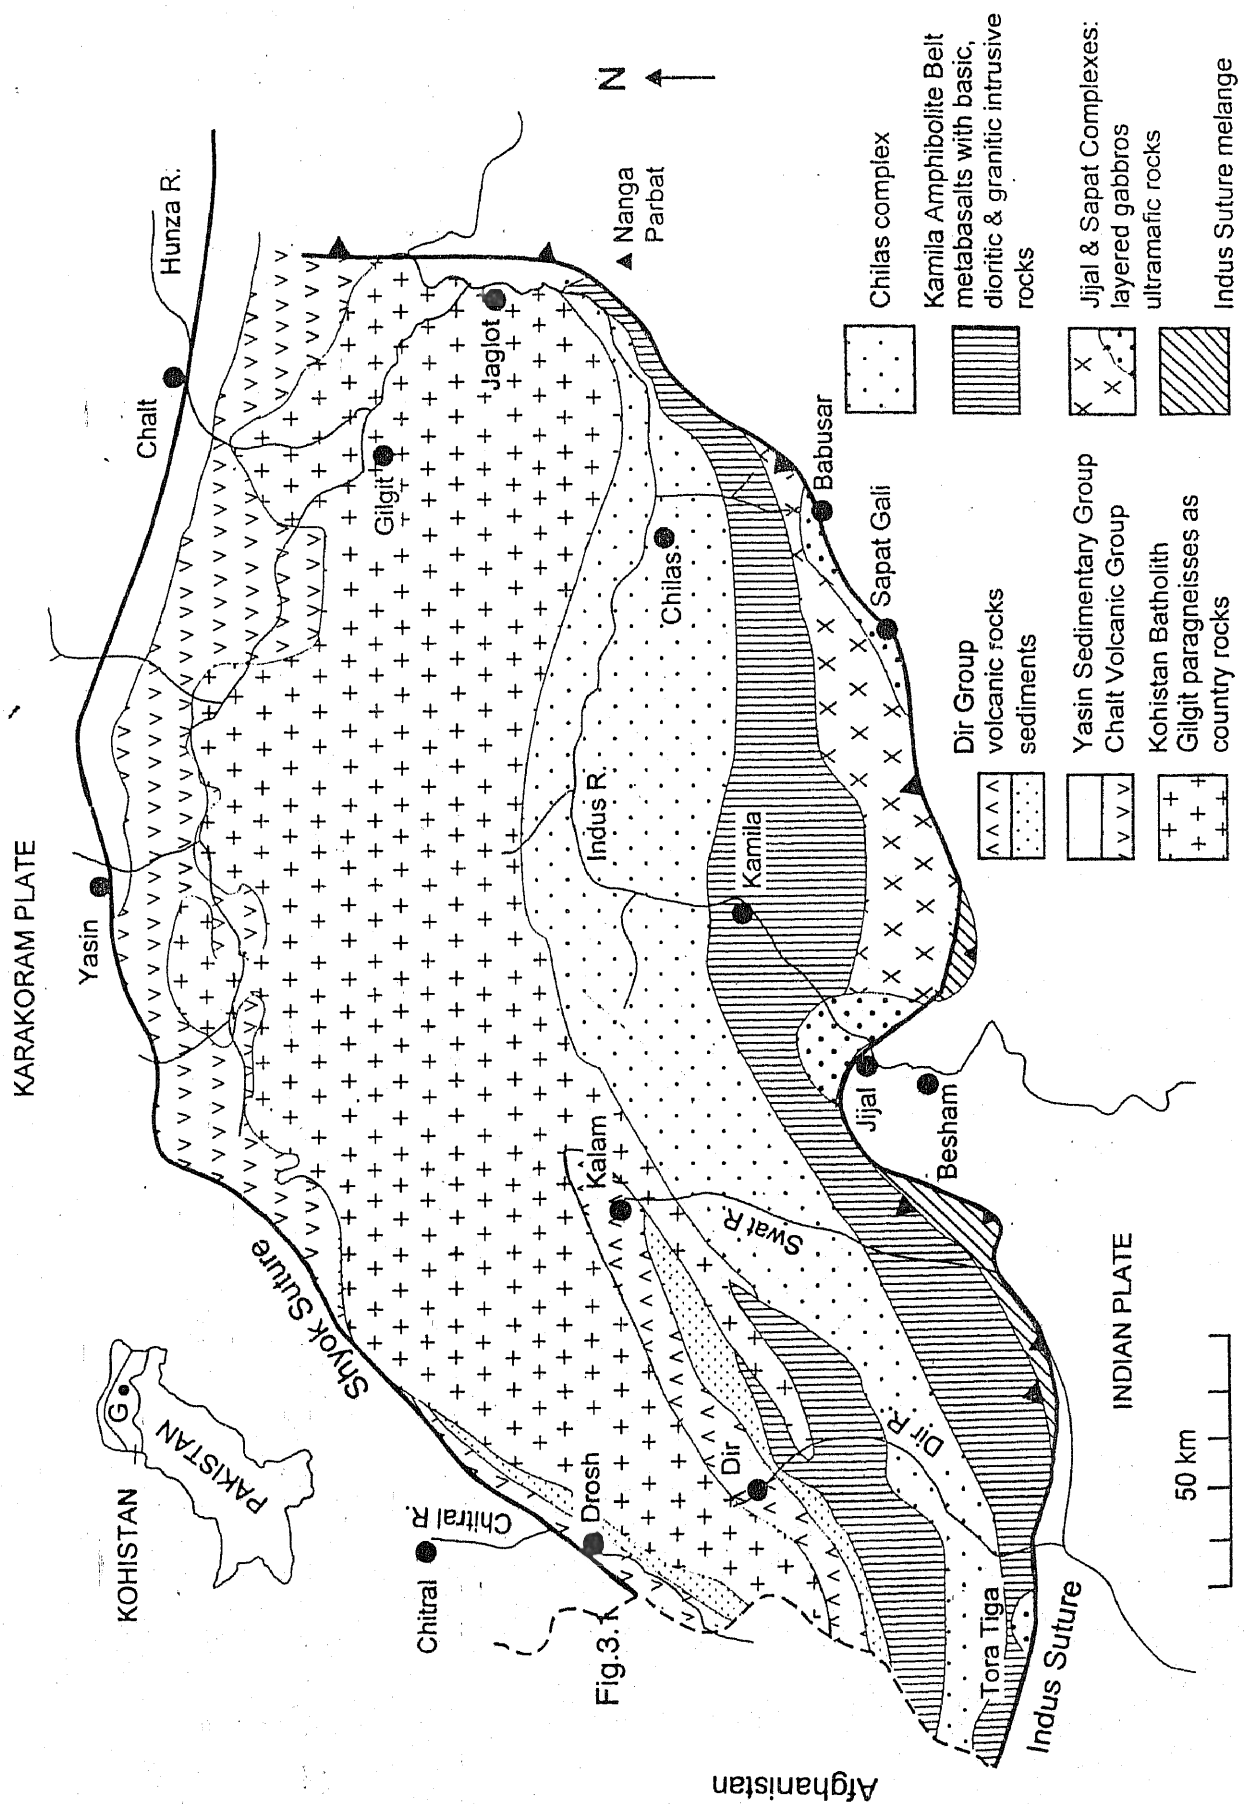 KARAKORAM PLATE
KOHISTAN
PAKISTAN
G
Yasin
Chalt
Hunza R.
Shyok Suture
Chitral
Chitral R.
Drosh
Gilgit
Jaglot
N
Nanga
Parbat
Fig.3.1
Kalam
Indus R.
Chilas
Dir
Swat R.
Kamila
Babusar
Sapat Gali
Dir R.
Jijal
Besham
Afghanistan
Tora Tiga
Indus Suture
INDIAN PLATE
50 km
Dir Group
volcanic rocks
sediments
Yasin Sedimentary Group
Chalt Volcanic Group
Kohistan Batholith
Gilgit paragneisses as
country rocks
Chilas complex
Kamila Amphibolite Belt
metabasalts with basic,
dioritic & granitic intrusive
rocks
Jijal & Sapat Complexes:
layered gabbros
ultramafic rocks
Indus Suture melange